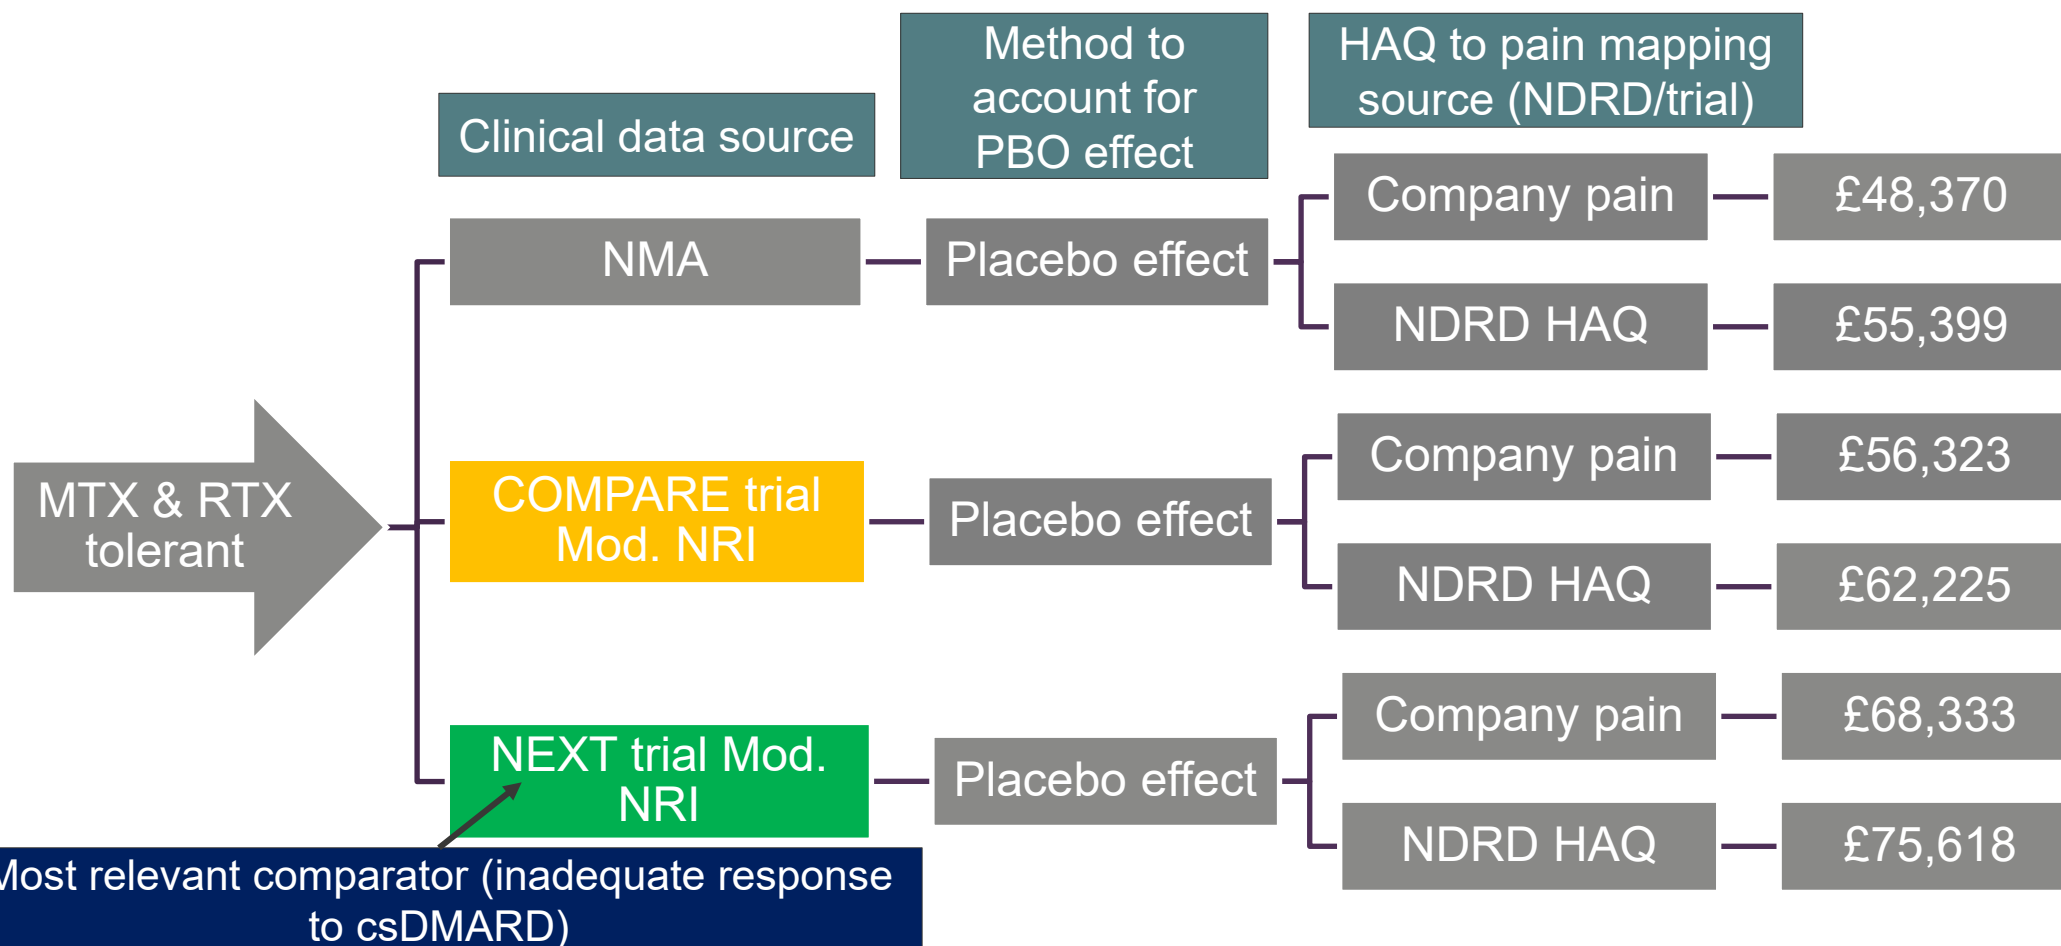 Clinical data source
Method to
account for
PBO effect
HAQ to pain mapping
source (NDRD/trial)
MTX & RTX
tolerant
NMA
Placebo effect
Company pain
£48,370
NDRD HAQ
£55,399
COMPARE trial
Mod. NRI
Placebo effect
Company pain
£56,323
NDRD HAQ
£62,225
NEXT trial Mod.
NRI
Placebo effect
Company pain
£68,333
NDRD HAQ
£75,618
Most relevant comparator (inadequate response
to csDMARD)